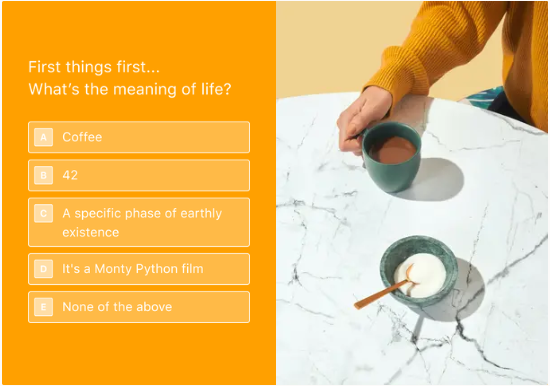 First things first...
What's the meaning of life?
A Coffee
B 42
C A specific phase of earthly
existence
D It's a Monty Python film
E None of the above